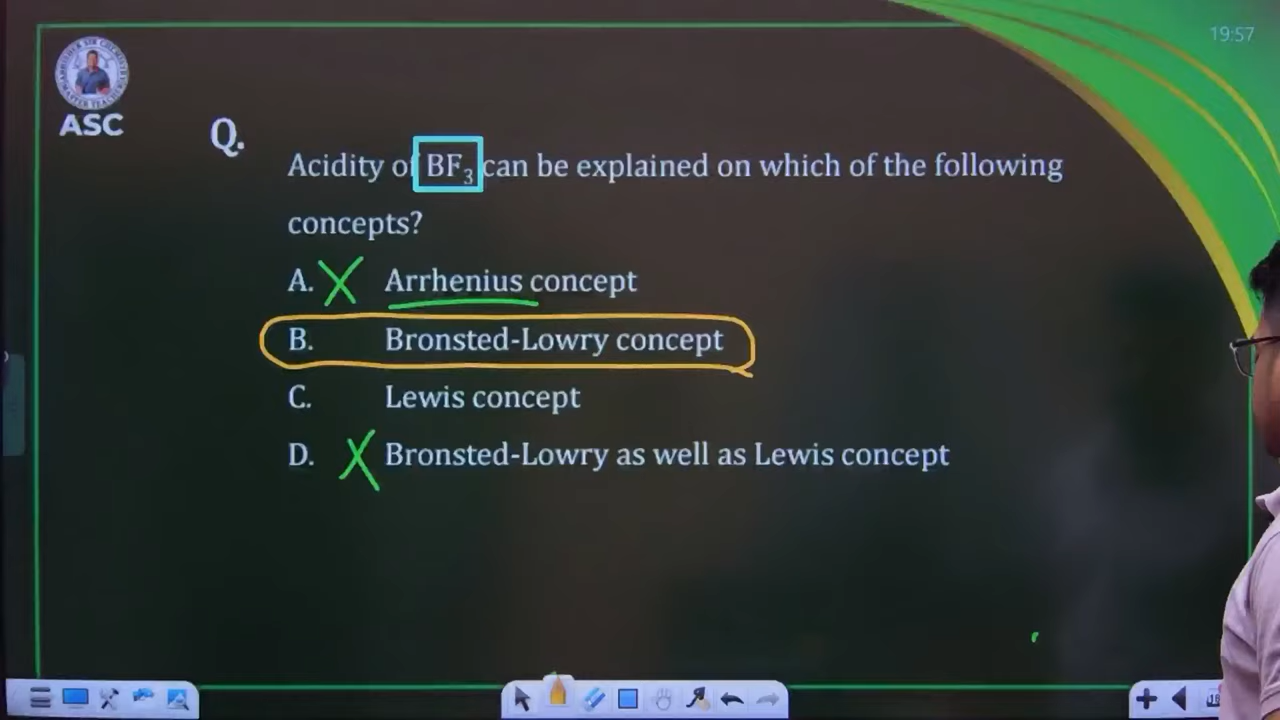 19:57
ASC
Q.
Acidity of BF₃ can be explained on which of the following
concepts?
A. X Arrhenius concept
B. Bronsted-Lowry concept
C. Lewis concept
D. X Bronsted-Lowry as well as Lewis concept